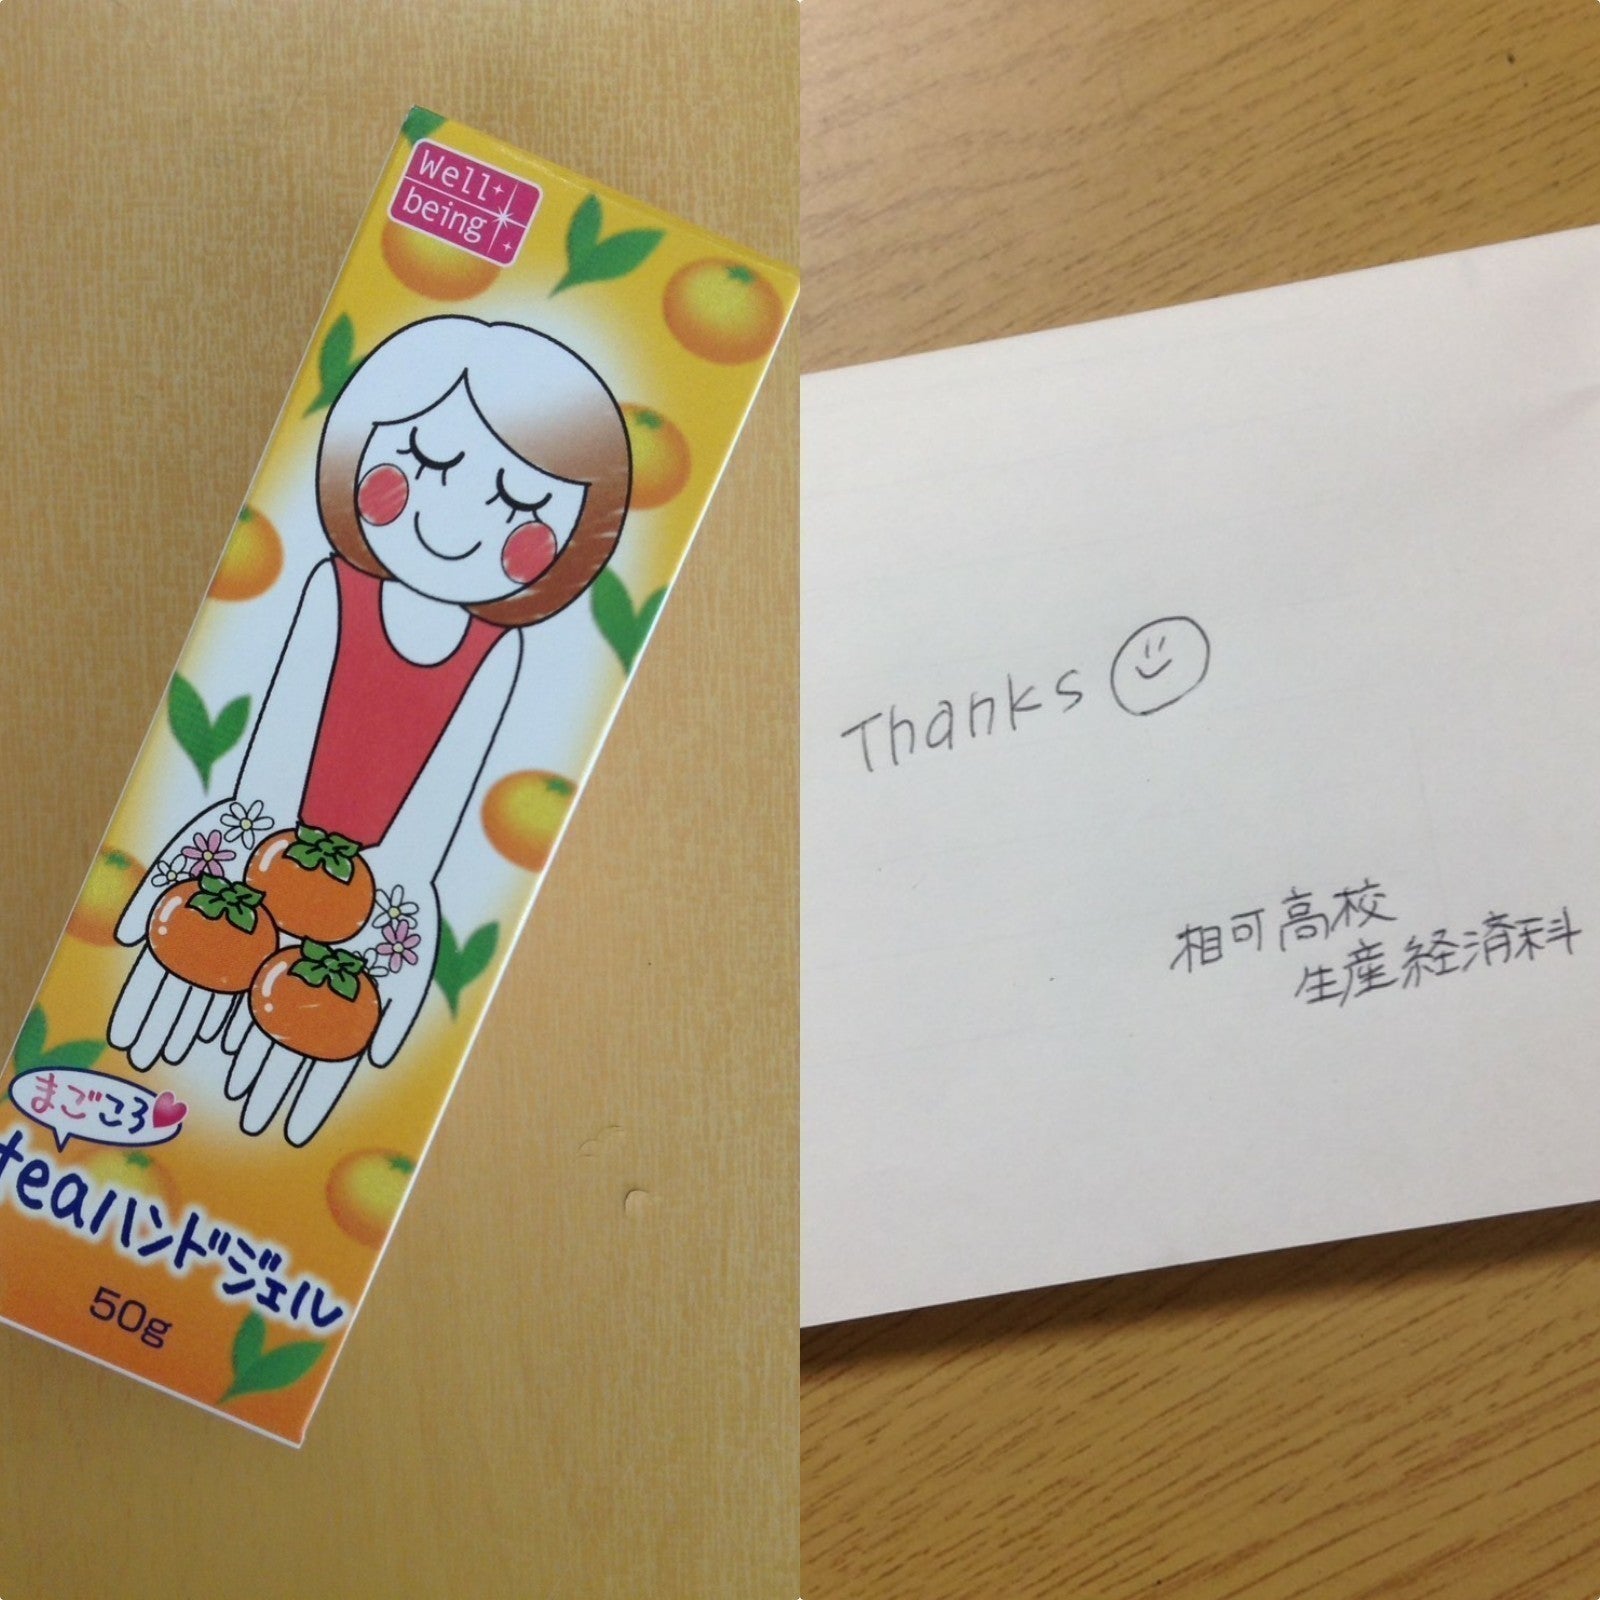 Well
being
まごころ
teaハンドジェル
50g
Thanks
相可高校
生産経済科